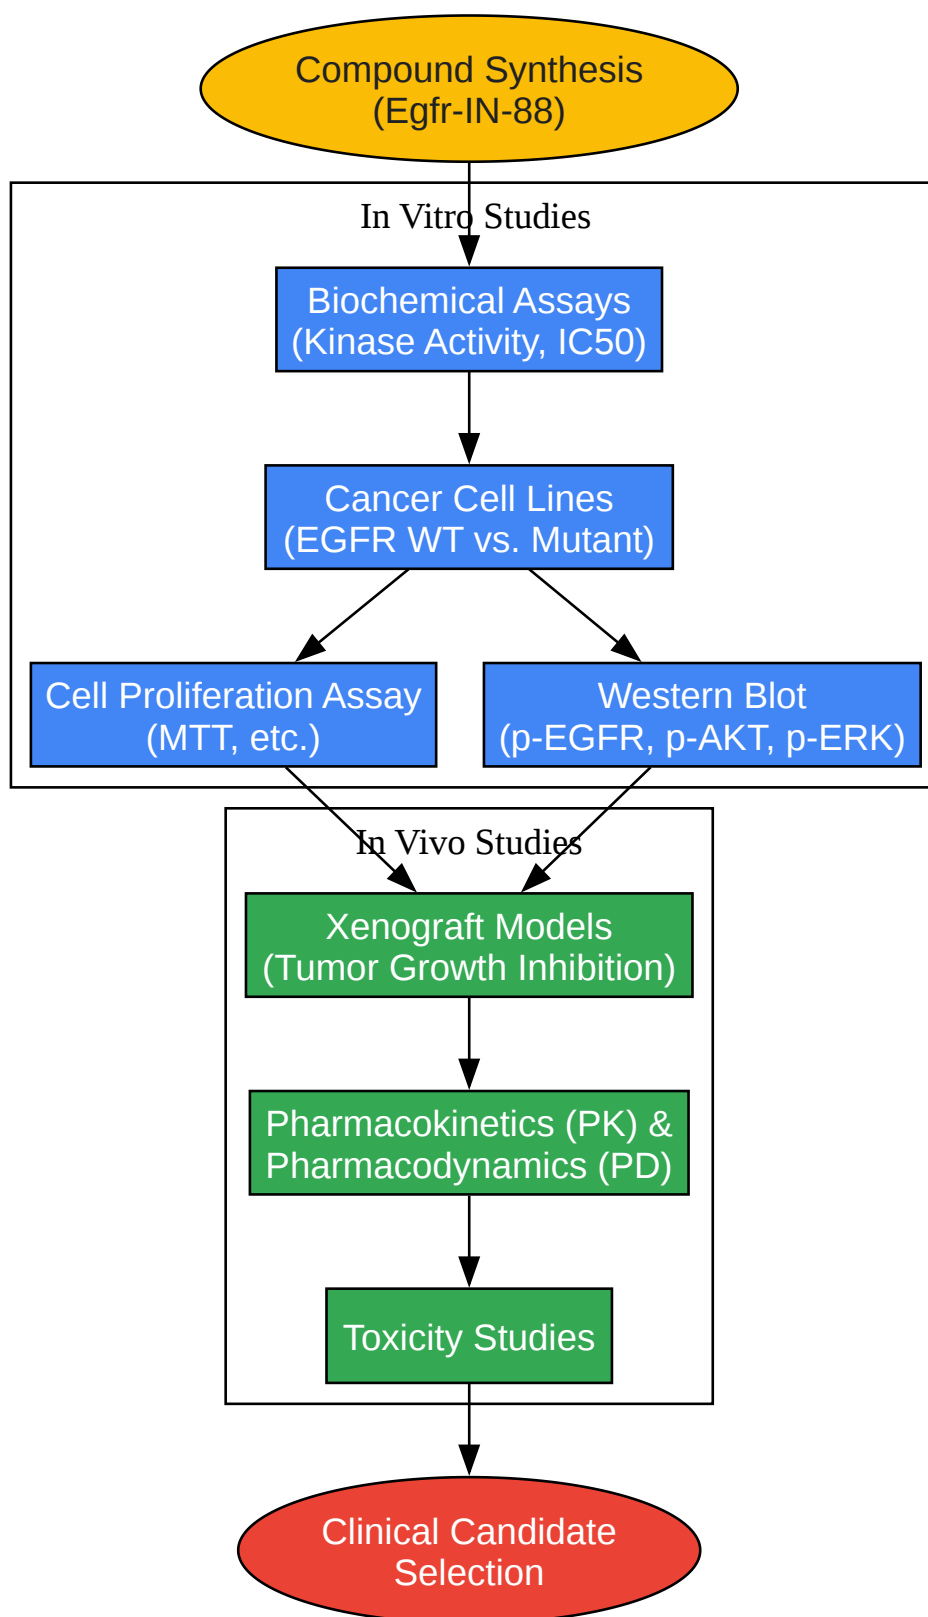 Compound Synthesis
(Egfr-IN-88)
In Vitro Studies
Biochemical Assays
(Kinase Activity, IC50)
Cancer Cell Lines
(EGFR WT vs. Mutant)
Cell Proliferation Assay
(MTT, etc.)
Western Blot
(p-EGFR, p-AKT, p-ERK)
In Vivo Studies
Xenograft Models
(Tumor Growth Inhibition)
Pharmacokinetics (PK) &
Pharmacodynamics (PD)
Toxicity Studies
Clinical Candidate
Selection